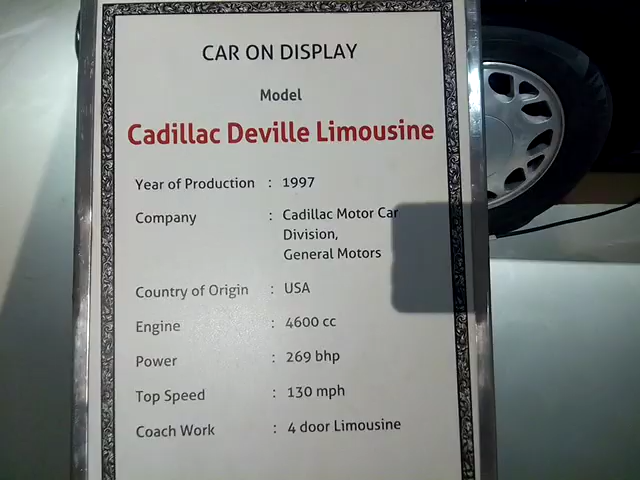 CAR ON DISPLAY
Model
Cadillac Deville Limousine
Year of Production : 1997
Company : Cadillac Motor Car
Division,
General Motors
Country of Origin : USA
Engine : 4600 cc
Power : 269 bhp
Top Speed : 130 mph
Coach Work : 4 door Limousine